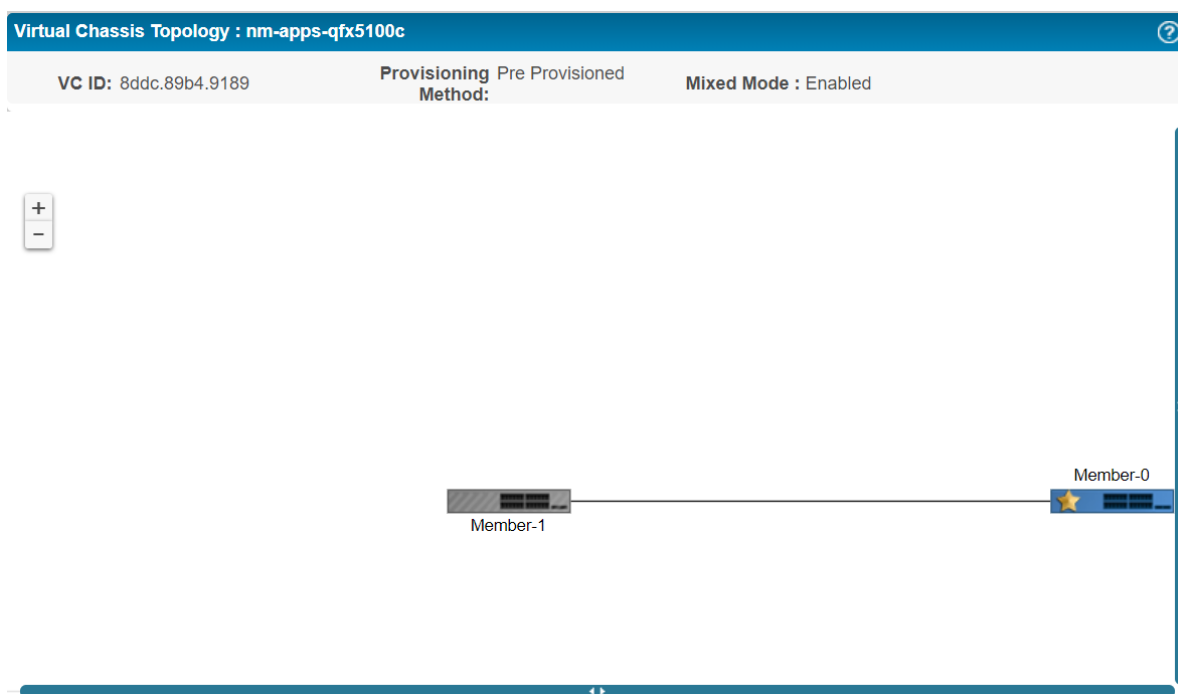 Virtual Chassis Topology : nm-apps-qfx5100c
?
VC ID: 8ddc.89b4.9189
Provisioning Method: Pre Provisioned
Mixed Mode : Enabled
+
−
Member-0
Member-1